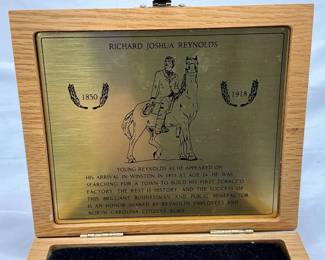 RICHARD JOSHUA REYNOLDS
1850
1918
YOUNG REYNOLDS AS HE APPEARED ON
HIS ARRIVAL IN WINSTON IN 1874 AT AGE 24. HE WAS
SEARCHING FOR A TOWN TO BUILD HIS FIRST TOBACCO
FACTORY. THE REST IS HISTORY, AND THE SUCCESS OF
THIS BRILLIANT BUSINESSMAN AND PUBLIC BENEFACTOR
IS AN HONOR SHARED BY REYNOLDS EMPLOYEES AND
NORTH CAROLINA CITIZENS ALIKE.